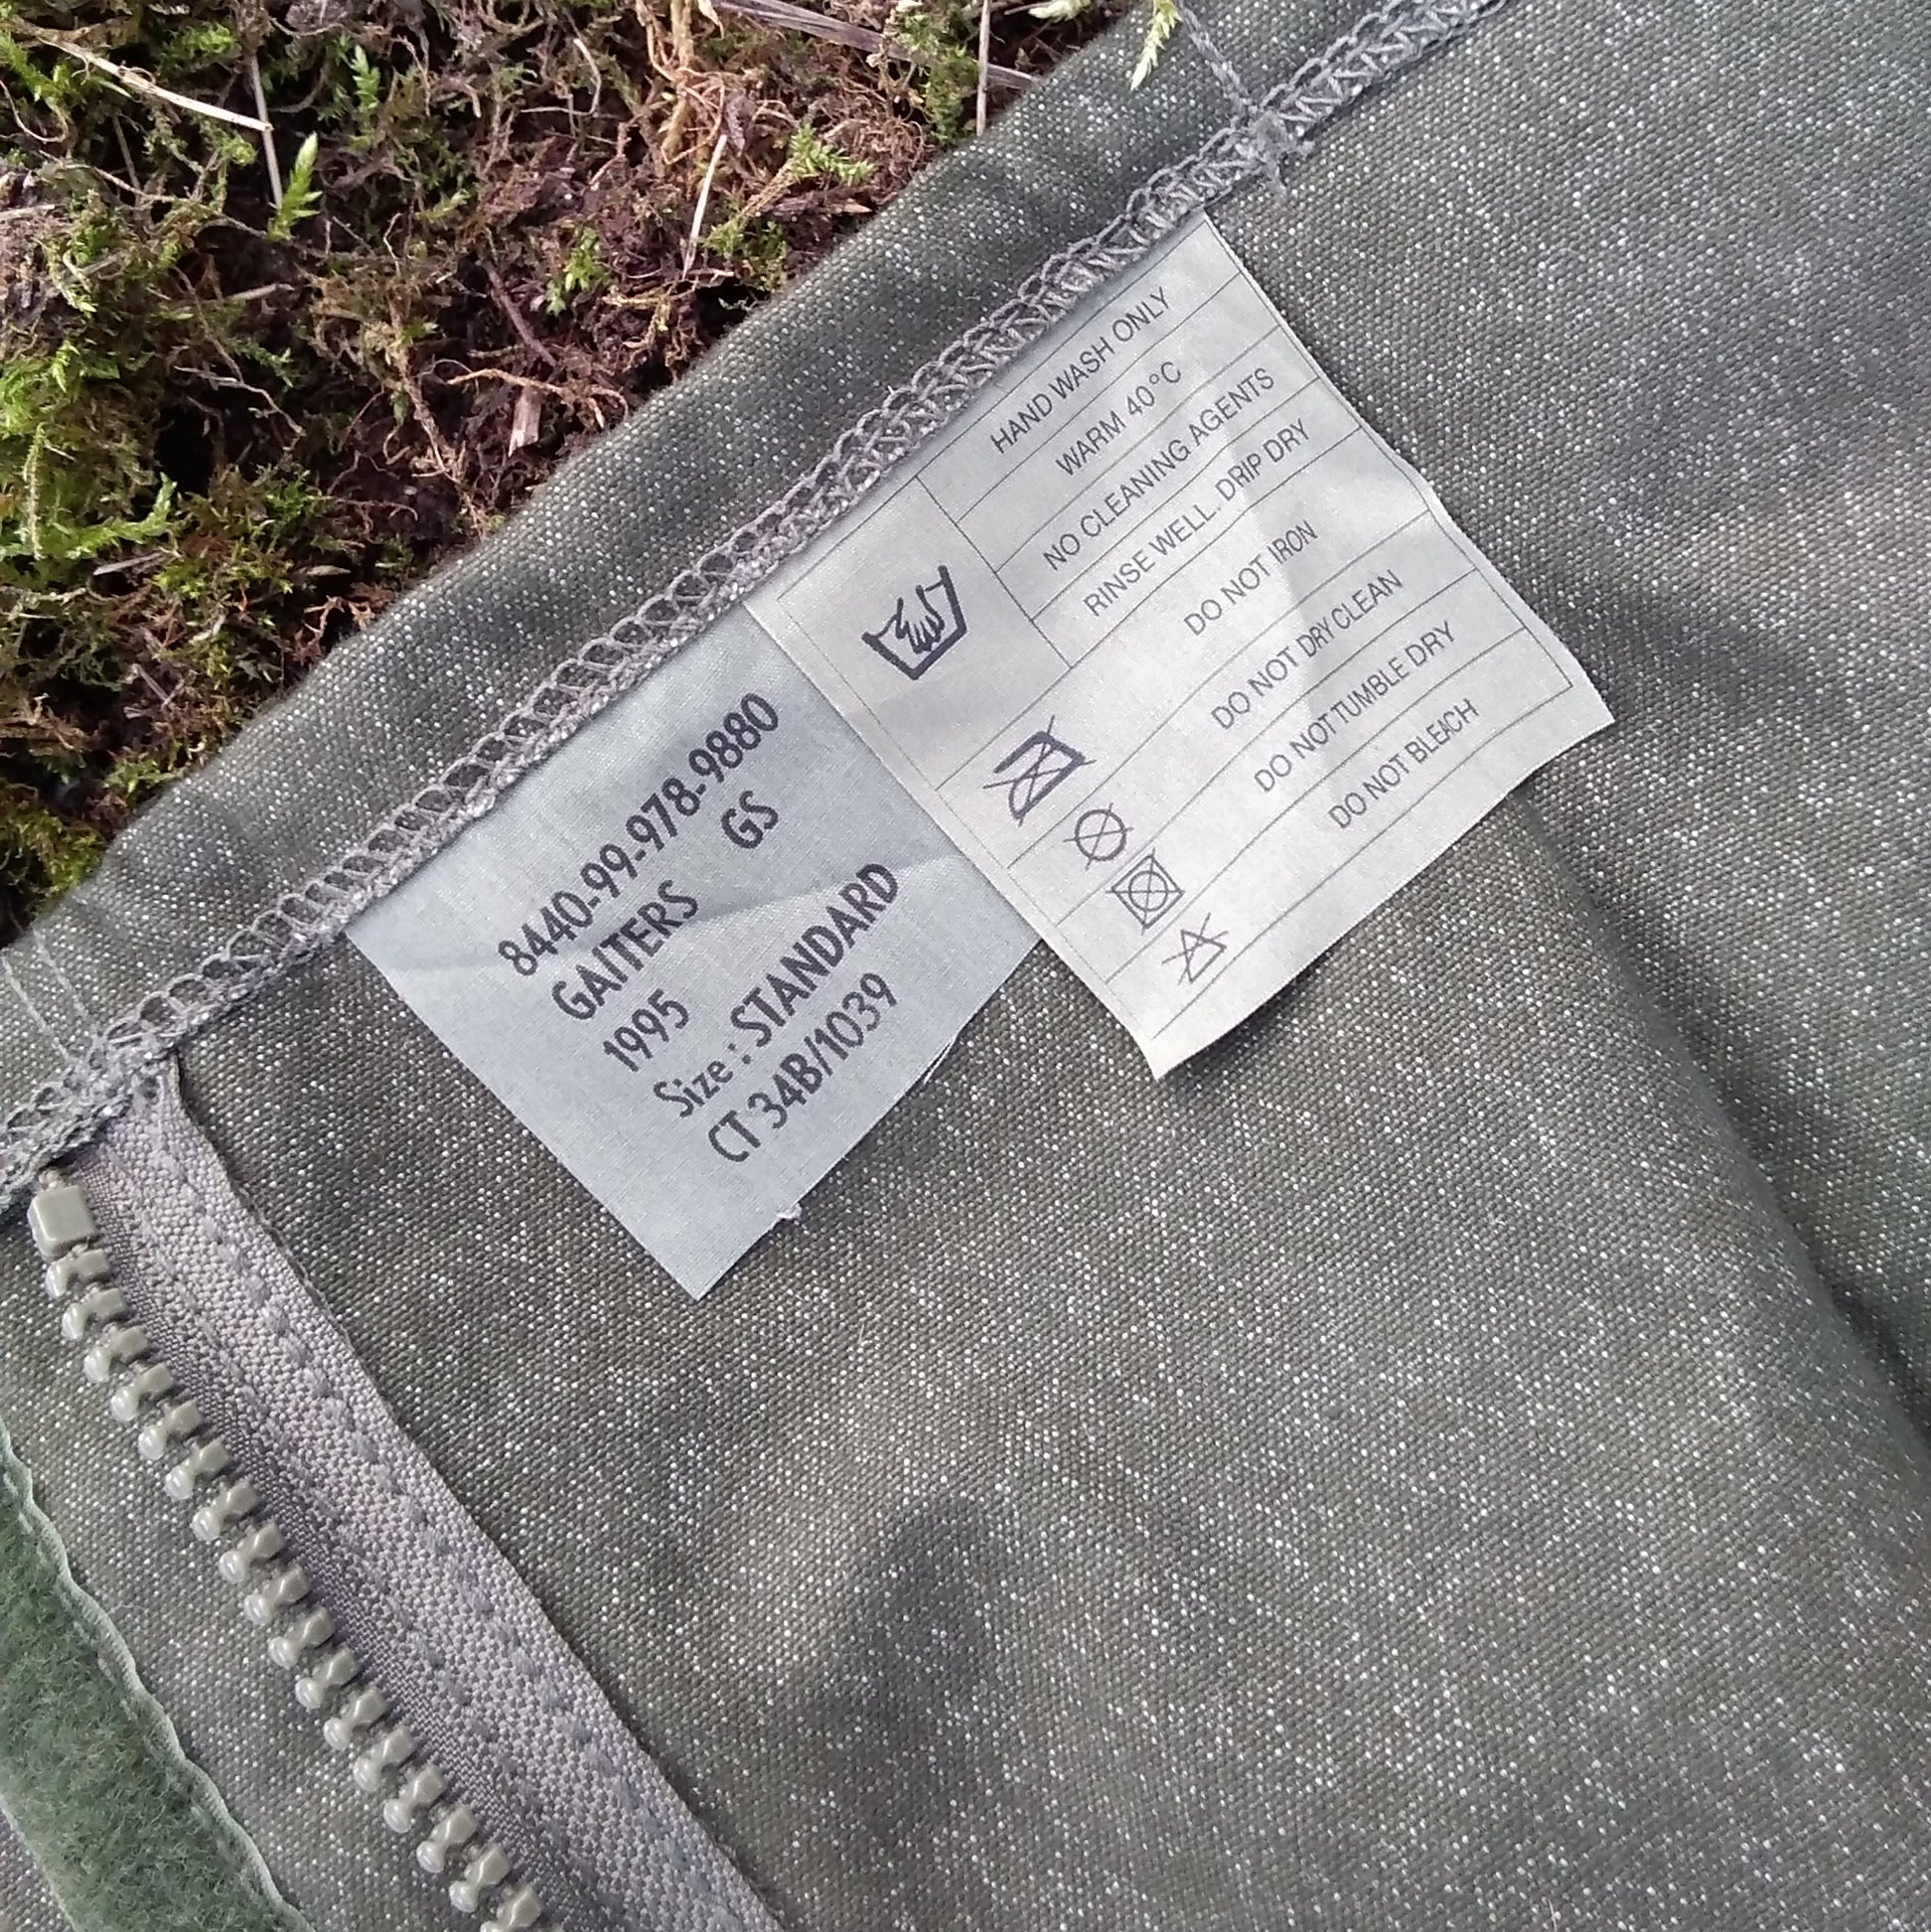 8440-99-978-9880
GAITERS GS
1995
Size : STANDARD
CT 34B/1039
HAND WASH ONLY
WARM 40°C
NO CLEANING AGENTS
RINSE WELL. DRIP DRY
DO NOT IRON
DO NOT DRY CLEAN
DO NOT TUMBLE DRY
DO NOT BLEACH